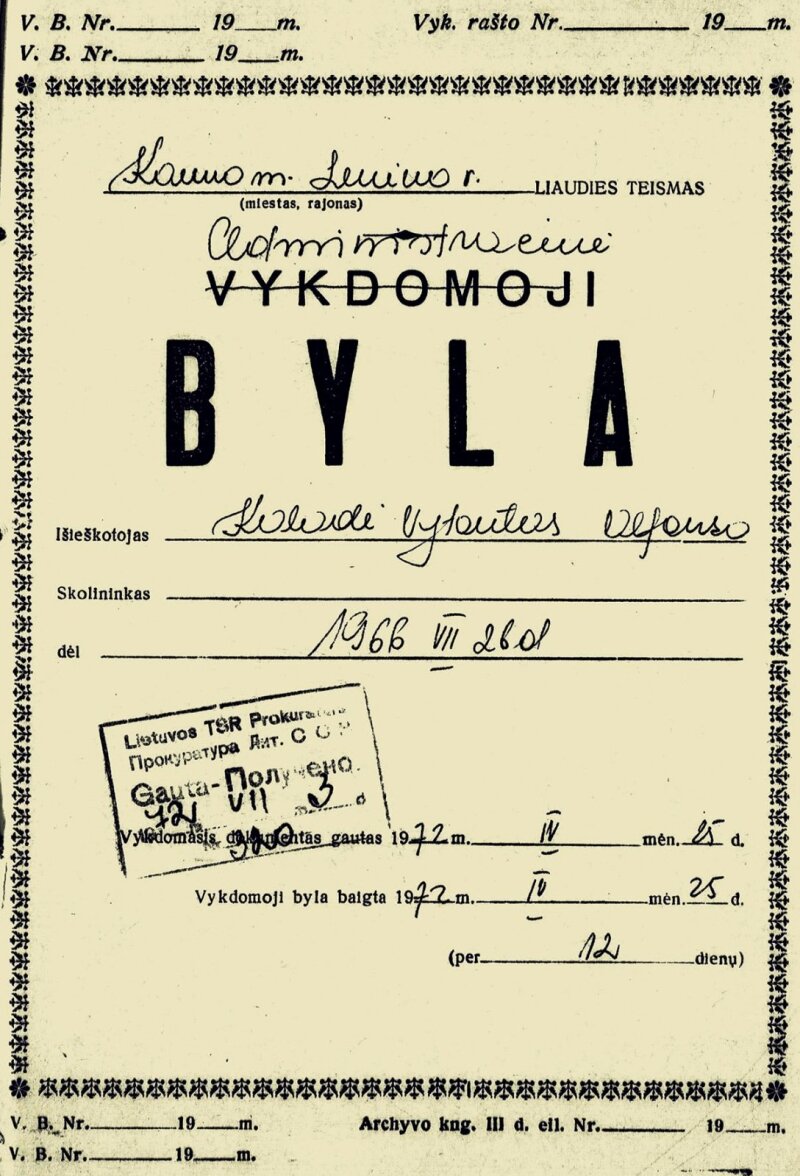 V. B. Nr. 19 m. Vyk. rašto Nr. 19 m.
V. B. Nr. 19 m.
Kauno m. Lenino r. LIAUDIES TEISMAS
(miestas, rajonas)
Administracinė
VYKDOMOJI
BYLA
Išieškotojas Vytautas Alfonso
Skolininkas
dėl 1966 VII 26 d
Lietuvos TSR
Прокуратура Лит. С С Р
Gauta-Получено
72 VII 3 d
Vykdomasis dokumentas gautas 1972 m. IV mėn. 25 d.
Vykdomoji byla baigta 1972 m. IV mėn. 25 d.
(per 12 dienų)
V. B. Nr. 19 m. Archyvo kng. III d. eil. Nr. 19 m.
V. B. Nr. 19 m.